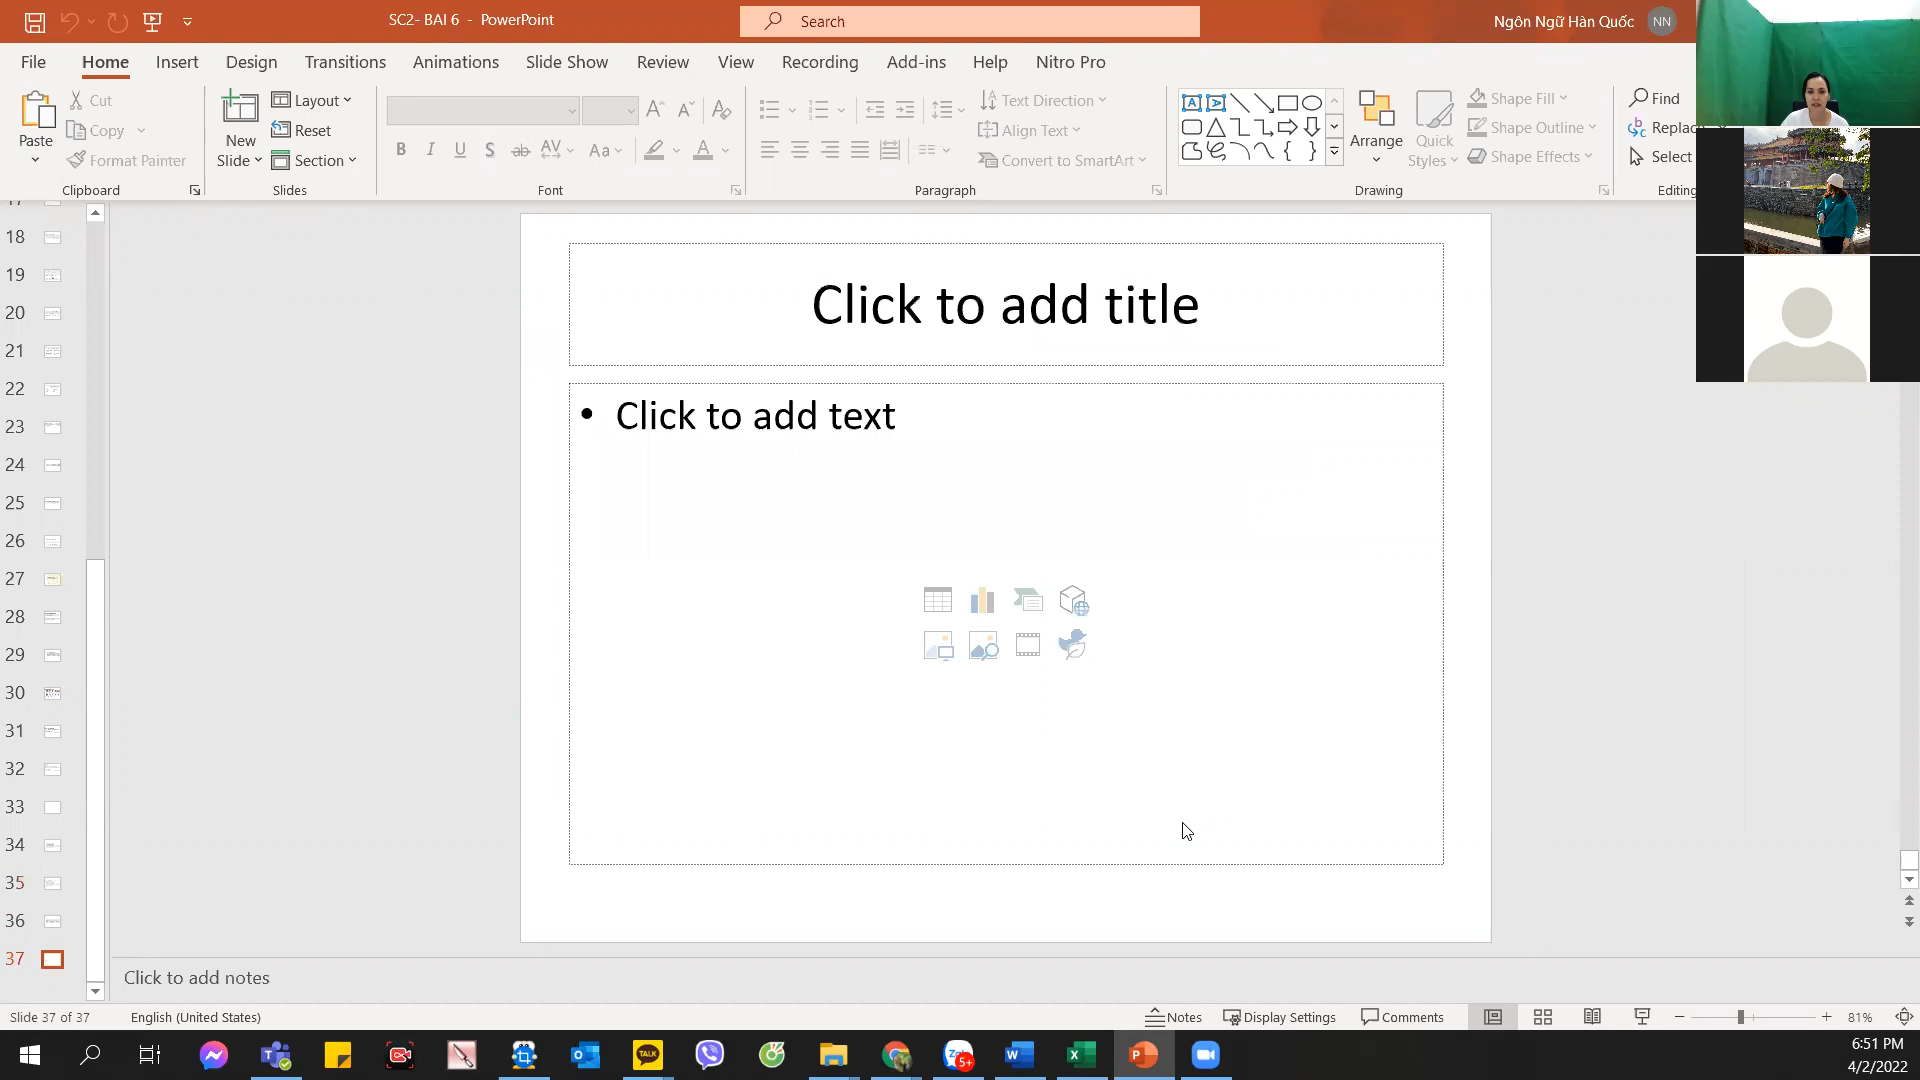 SC2- BAI 6 - PowerPoint
Search
Ngôn Ngữ Hàn Quốc NN
File Home Insert Design Transitions Animations Slide Show Review View Recording Add-ins Help Nitro Pro
Paste
Cut
Copy
Format Painter
Clipboard
New Slide
Layout
Reset
Section
Slides
Font
Text Direction
Align Text
Convert to SmartArt
Paragraph
Arrange
Quick Styles
Shape Fill
Shape Outline
Shape Effects
Drawing
Find
Replac
Select
Editing
18
19
20
21
22
23
24
25
26
27
28
29
30
31
32
33
34
35
36
37
Click to add title
• Click to add text
Click to add notes
Slide 37 of 37
English (United States)
Notes
Display Settings
Comments
81%
TALK
5+
6:51 PM
4/2/2022